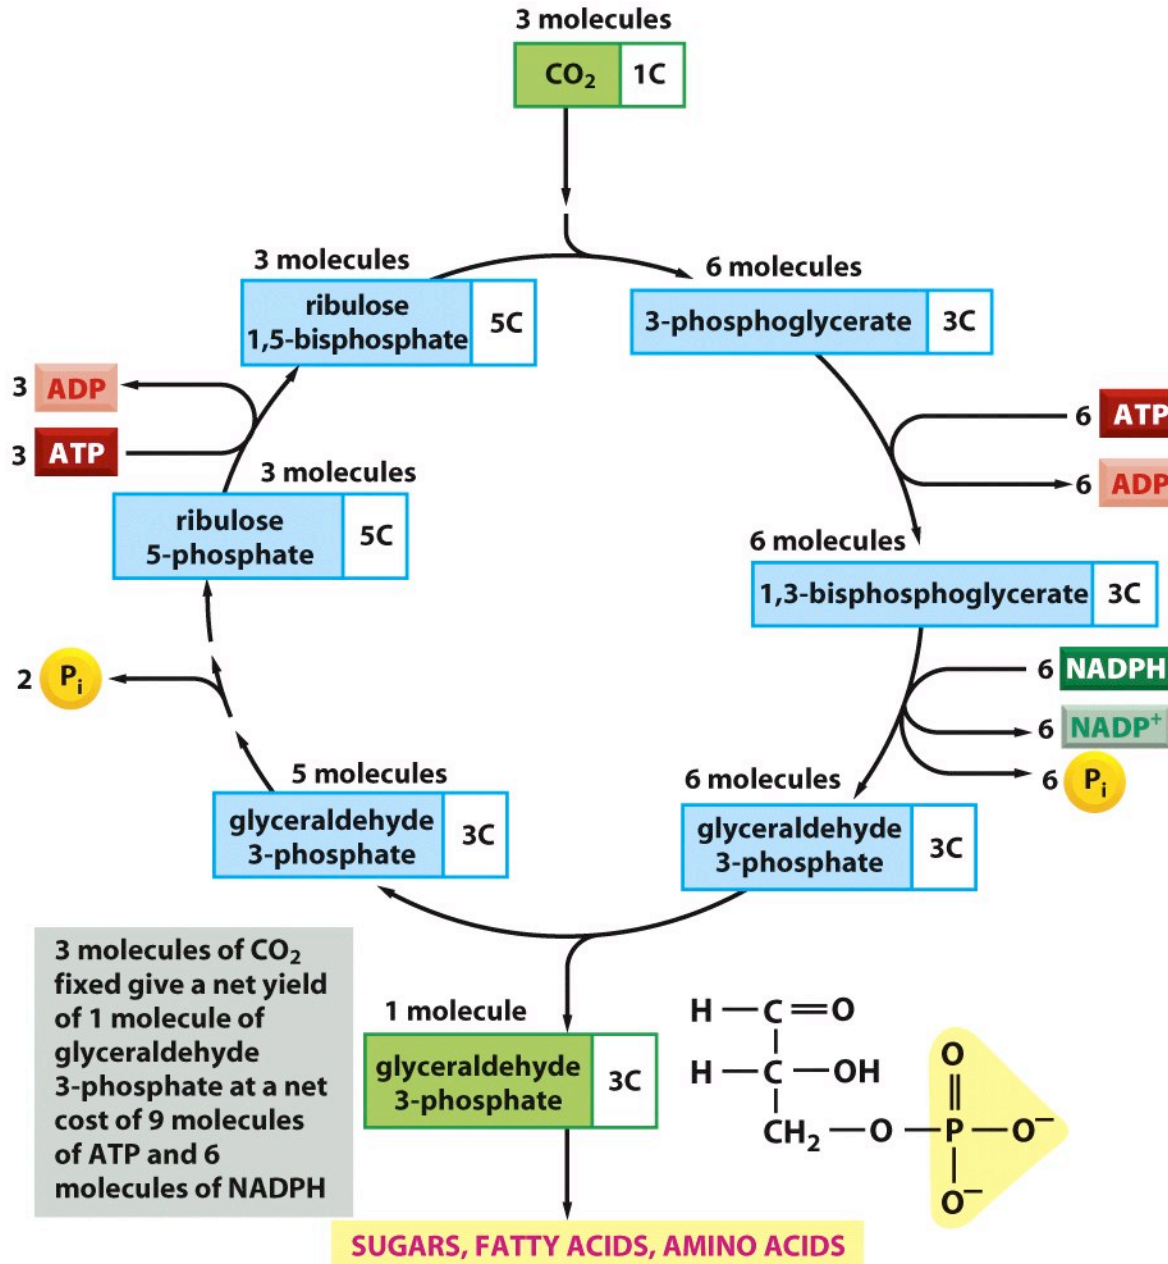 3 molecules
CO₂ 1C
3 molecules
ribulose
1,5-bisphosphate
5C
6 molecules
3-phosphoglycerate 3C
3 ADP
3 ATP
6 ATP
6 ADP
3 molecules
ribulose
5-phosphate
5C
6 molecules
1,3-bisphosphoglycerate 3C
2 Pᵢ
6 NADPH
6 NADP⁺
6 Pᵢ
5 molecules
glyceraldehyde
3-phosphate
3C
6 molecules
glyceraldehyde
3-phosphate
3C
3 molecules of CO₂
fixed give a net yield
of 1 molecule of
glyceraldehyde
3-phosphate at a net
cost of 9 molecules
of ATP and 6
molecules of NADPH
1 molecule
glyceraldehyde
3-phosphate
3C
H—C=O
H—C—OH
CH₂—O—P—O⁻
O
O⁻
SUGARS, FATTY ACIDS, AMINO ACIDS